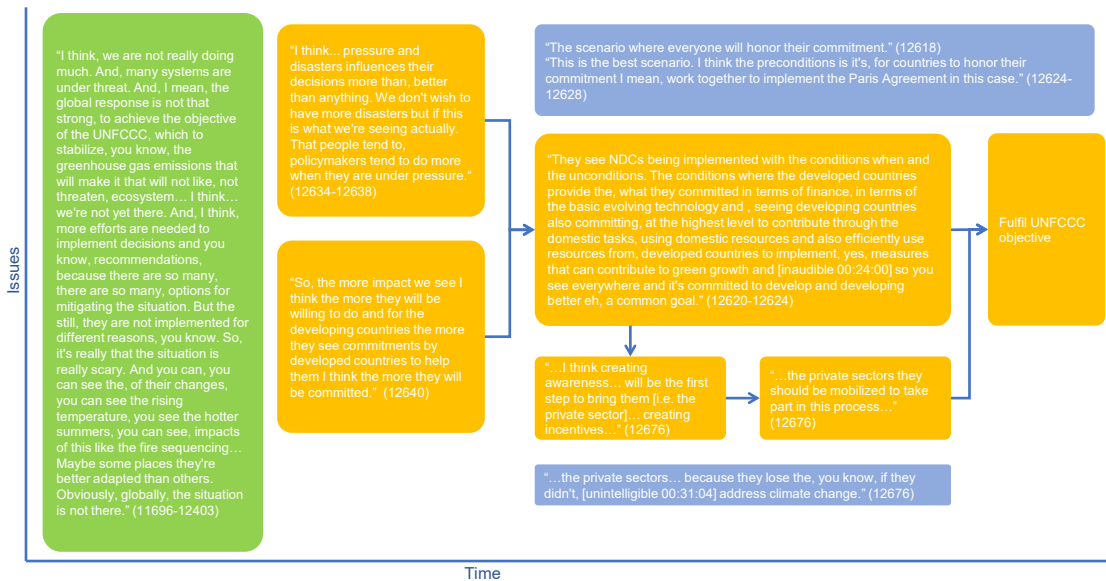 “I think, we are not really doing
much. And, many systems are
under threat. And, I mean, the
global response is not that
strong, to achieve the objective
of the UNFCCC, which to
stabilize, you know, the
greenhouse gas emissions that
will make it that will not like, not
threaten, ecosystem… I think…
we're not yet there. And, I think,
more efforts are needed to
implement decisions and you
know, recommendations,
because there are so many,
there are so many, options for
mitigating the situation. But the
still, they are not implemented for
different reasons, you know. So,
it's really that the situation is
really scary. And you can, you
can see the, of their changes,
you can see the rising
temperature, you see the hotter
summers, you can see, impacts
of this like the fire sequencing…
Maybe some places they're
better adapted than others.
Obviously, globally, the situation
is not there.” (11696-12403)
“I think... pressure and
disasters influences their
decisions more than, better
than anything. We don't wish to
have more disasters but if this
is what we're seeing actually.
That people tend to,
policymakers tend to do more
when they are under pressure.“
(12634-12638)
“So, the more impact we see I
think the more they will be
willing to do and for the
developing countries the more
they see commitments by
developed countries to help
them I think the more they will
be committed.” (12640)
“The scenario where everyone will honor their commitment.” (12618)
“This is the best scenario. I think the preconditions is it's, for countries to honor their
commitment I mean, work together to implement the Paris Agreement in this case.” (12624-
12628)
“They see NDCs being implemented with the conditions when and
the unconditions. The conditions where the developed countries
provide the, what they committed in terms of finance, in terms of
the basic evolving technology and , seeing developing countries
also committing, at the highest level to contribute through the
domestic tasks, using domestic resources and also efficiently use
resources from, developed countries to implement, yes, measures
that can contribute to green growth and [inaudible 00:24:00] so you
see everywhere and it's committed to develop and developing
better eh, a common goal.” (12620-12624)
Fulfil UNFCCC
objective
“…I think creating
awareness… will be the first
step to bring them [i.e. the
private sector]… creating
incentives…” (12676)
“…the private sectors they
should be mobilized to take
part in this process…”
(12676)
“…the private sectors… because they lose the, you know, if they
didn't, [unintelligible 00:31:04] address climate change.” (12676)
Issues
Time